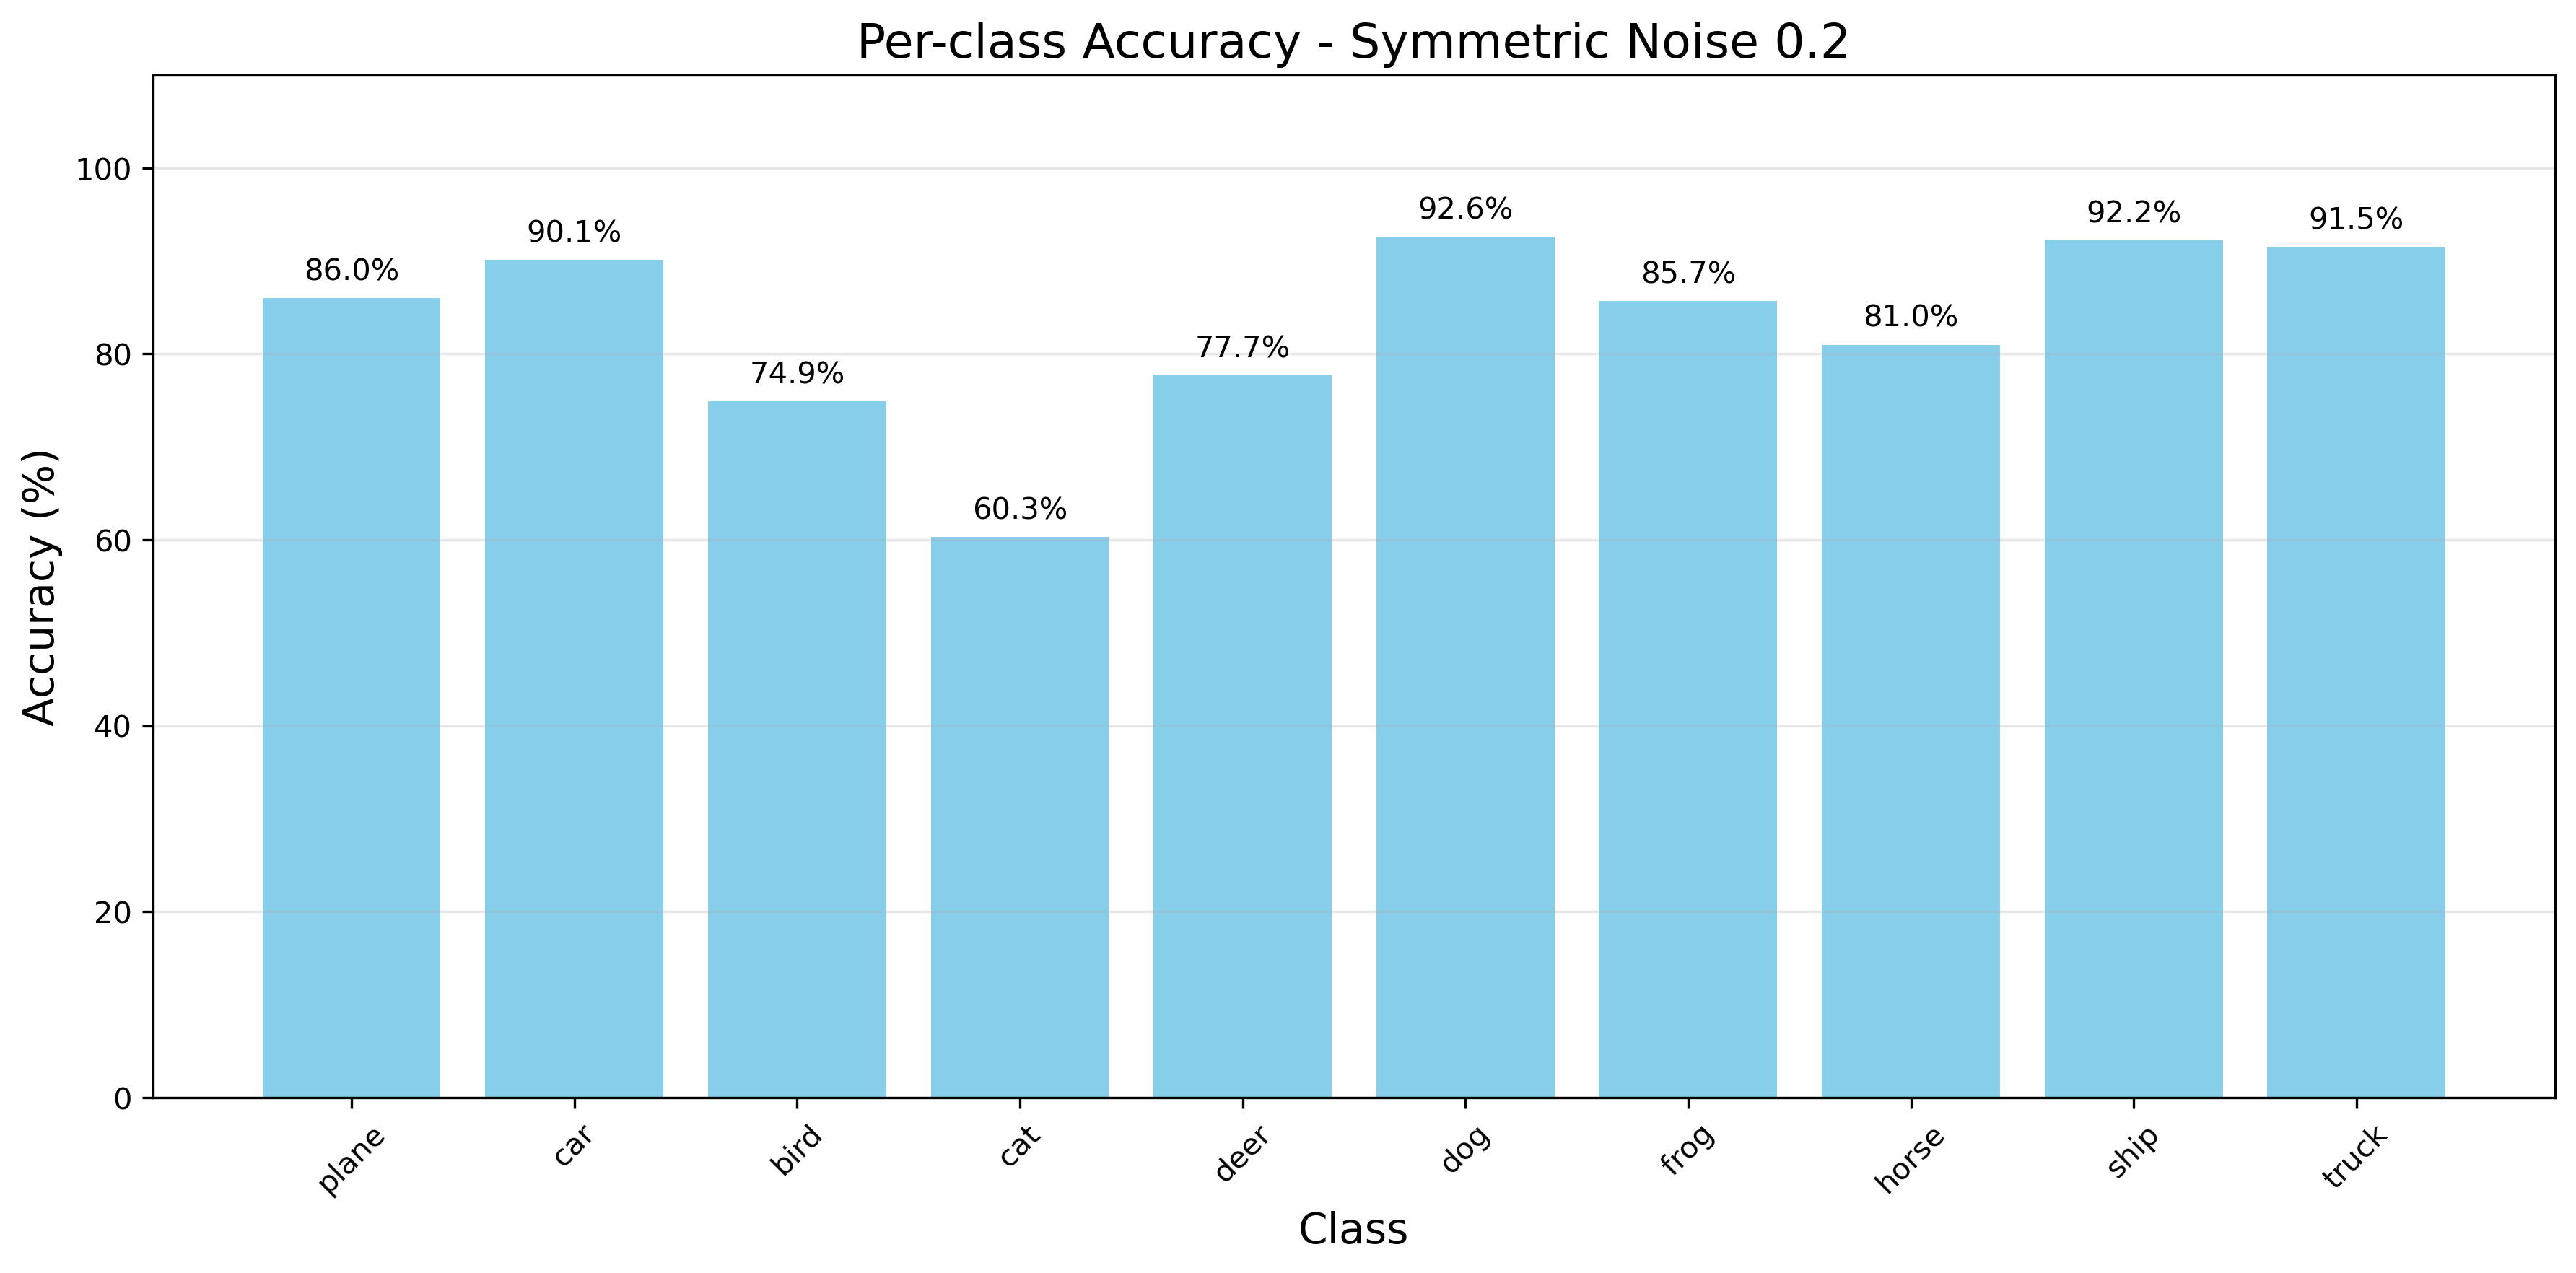 Per-class Accuracy - Symmetric Noise 0.2
Accuracy (%)
100
80
60
40
20
0
86.0%
90.1%
74.9%
60.3%
77.7%
92.6%
85.7%
81.0%
92.2%
91.5%
plane
car
bird
cat
deer
dog
frog
horse
ship
truck
Class